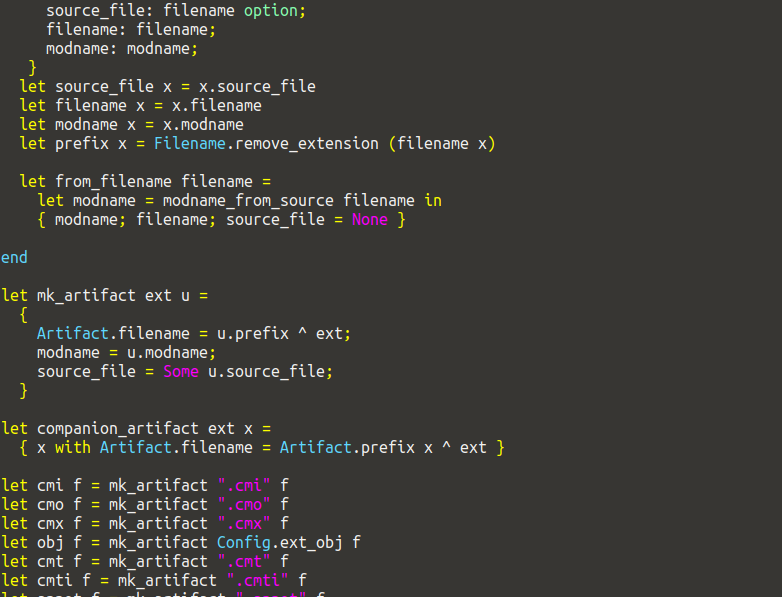 source_file: filename option;
filename: filename;
modname: modname;
}
let source_file x = x.source_file
let filename x = x.filename
let modname x = x.modname
let prefix x = Filename.remove_extension (filename x)
let from_filename filename =
let modname = modname_from_source filename in
{ modname; filename; source_file = None }
end
let mk_artifact ext u =
{
Artifact.filename = u.prefix ^ ext;
modname = u.modname;
source_file = Some u.source_file;
}
let companion_artifact ext x =
{ x with Artifact.filename = Artifact.prefix x ^ ext }
let cmi f = mk_artifact ".cmi" f
let cmo f = mk_artifact ".cmo" f
let cmx f = mk_artifact ".cmx" f
let obj f = mk_artifact Config.ext_obj f
let cmt f = mk_artifact ".cmt" f
let cmti f = mk_artifact ".cmti" f